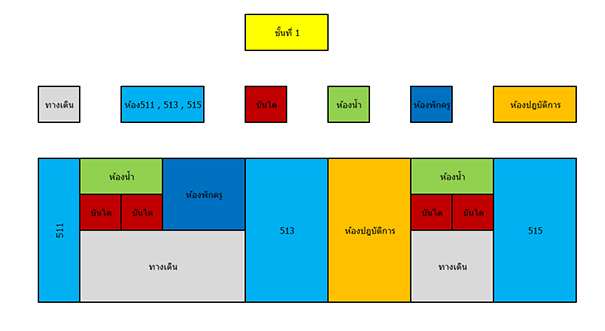 ชั้นที่ 1
ทางเดิน
ห้อง511 , 513 , 515
บันได
ห้องน้ำ
ห้องพักครู
ห้องปฎบัติการ
511
ห้องน้ำ
บันได
บันได
ห้องพักครู
ทางเดิน
513
ห้องปฎบัติการ
ห้องน้ำ
บันได
บันได
ทางเดิน
515